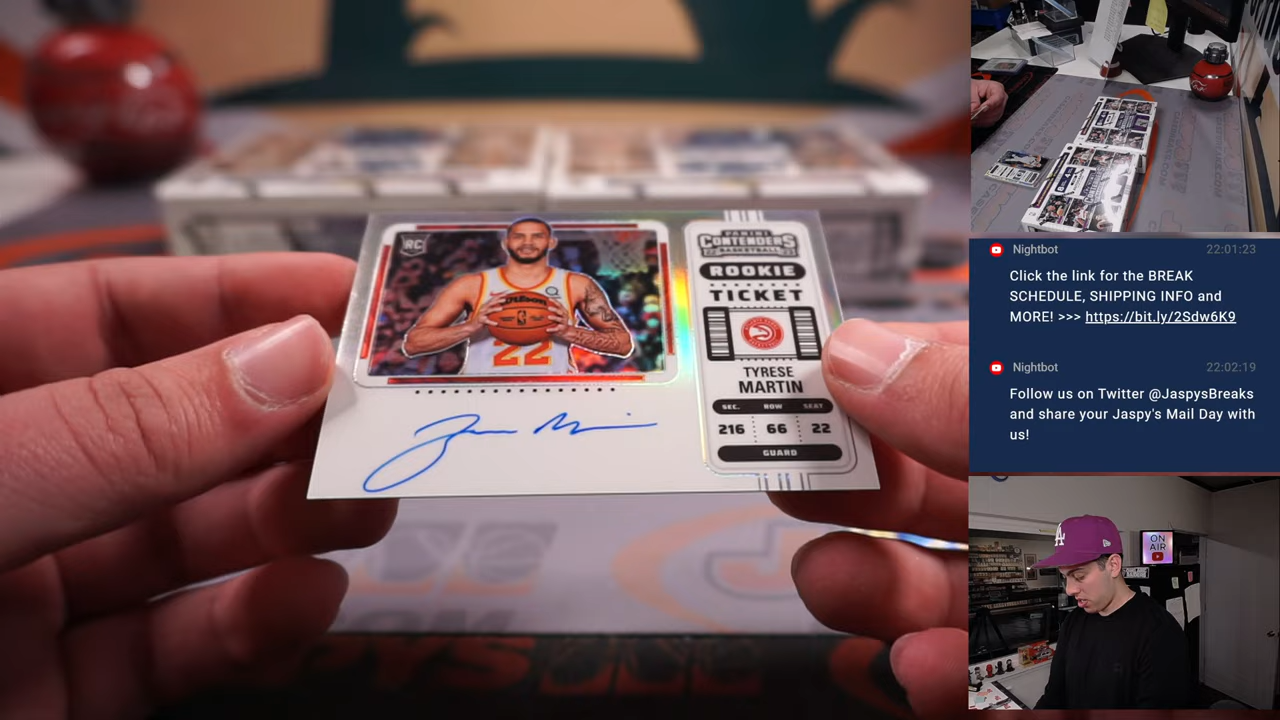 RC
Wilson
22
PANINI
CONTENDERS
BASKETBALL
ROOKIE
TICKET
TYRESE
MARTIN
SEC. ROW SEAT
216 66 22
GUARD
Nightbot 22:01:23
Click the link for the BREAK
SCHEDULE, SHIPPING INFO and
MORE! >>> https://bit.ly/2Sdw6K9
Nightbot 22:02:19
Follow us on Twitter @JaspysBreaks
and share your Jaspy's Mail Day with
us!
LA
ON
AIR